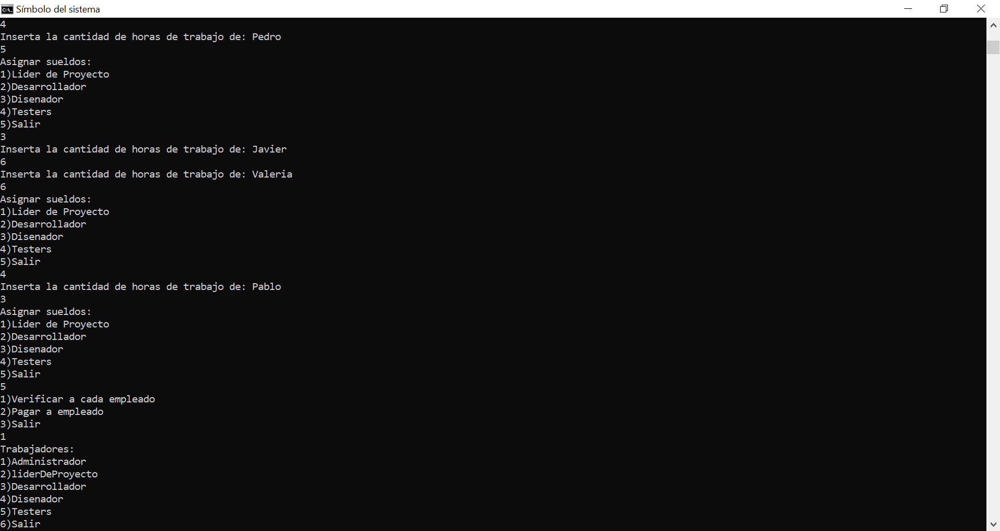 Símbolo del sistema
4
Inserta la cantidad de horas de trabajo de: Pedro
5
Asignar sueldos:
1)Lider de Proyecto
2)Desarrollador
3)Disenador
4)Testers
5)Salir
3
Inserta la cantidad de horas de trabajo de: Javier
6
Inserta la cantidad de horas de trabajo de: Valeria
6
Asignar sueldos:
1)Lider de Proyecto
2)Desarrollador
3)Disenador
4)Testers
5)Salir
4
Inserta la cantidad de horas de trabajo de: Pablo
3
Asignar sueldos:
1)Lider de Proyecto
2)Desarrollador
3)Disenador
4)Testers
5)Salir
5
1)Verificar a cada empleado
2)Pagar a empleado
3)Salir
1
Trabajadores:
1)Administrador
2)liderDeProyecto
3)Desarrollador
4)Disenador
5)Testers
6)Salir